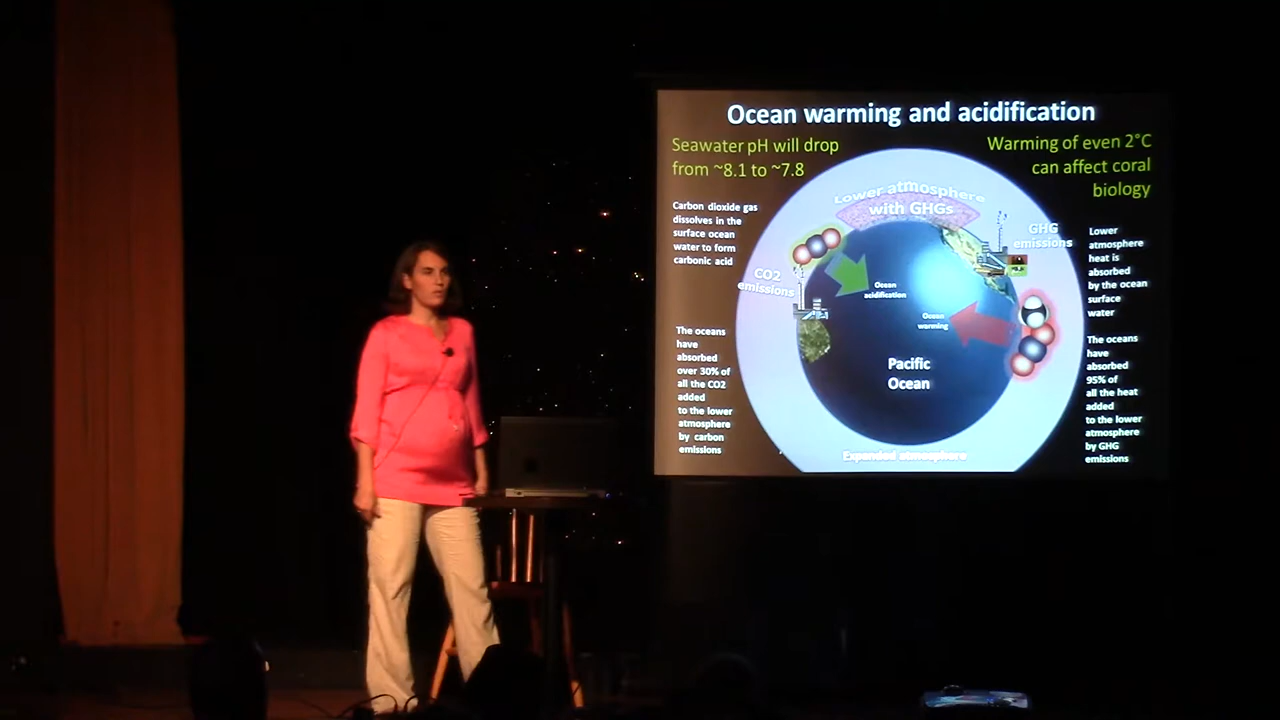 Ocean warming and acidification
Seawater pH will drop
from ~8.1 to ~7.8
Warming of even 2°C
can affect coral
biology
Carbon dioxide gas
dissolves in the
surface ocean
water to form
carbonic acid
Lower atmosphere
with GHGs
GHG
emissions
Lower
atmosphere
heat is
absorbed
by the ocean
surface
water
CO2
emissions
Ocean
acidification
Ocean
warming
Pacific
Ocean
The oceans
have
absorbed
over 30% of
all the CO2
added
to the lower
atmosphere
by carbon
emissions
The oceans
have
absorbed
95% of
all the heat
added
to the lower
atmosphere
by GHG
emissions
Expanded atmosphere